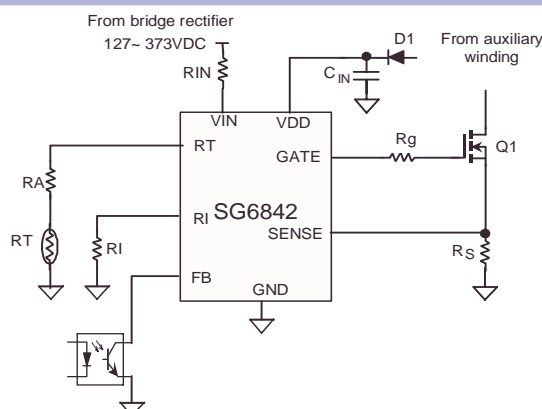 From bridge rectifier
127~ 373VDC
RIN
D1
C IN
From auxiliary
winding
VIN
VDD
RT
GATE
Rg
Q1
RA
RI
SG6842
SENSE
RT
RI
RS
FB
GND